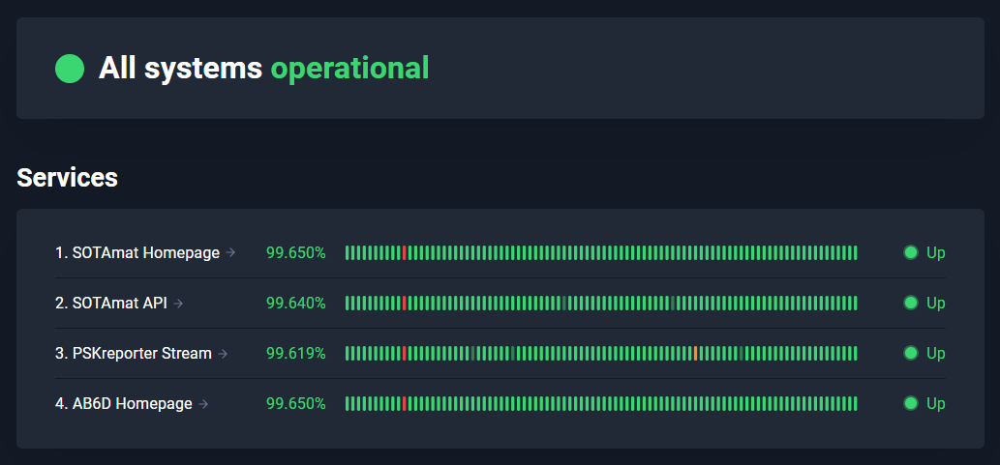 All systems operational
Services
1. SOTAmat Homepage → 99.650% Up
2. SOTAmat API → 99.640% Up
3. PSKreporter Stream → 99.619% Up
4. AB6D Homepage → 99.650% Up